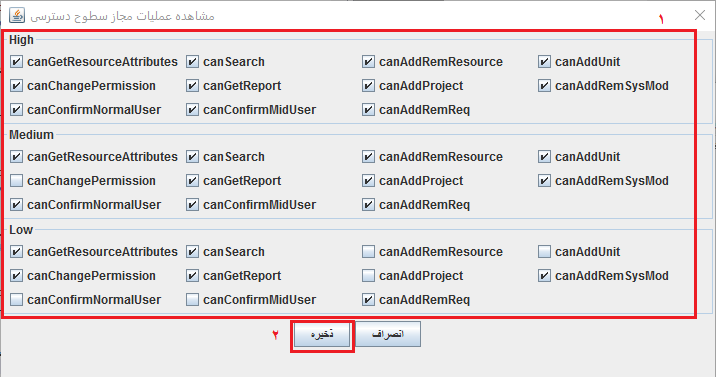 مشاهده عملیات مجاز سطوح دسترسی
۱
High
canGetResourceAttributes canSearch canAddRemResource canAddUnit
canChangePermission canGetReport canAddProject canAddRemSysMod
canConfirmNormalUser canConfirmMidUser canAddRemReq
Medium
canGetResourceAttributes canSearch canAddRemResource canAddUnit
canChangePermission canGetReport canAddProject canAddRemSysMod
canConfirmNormalUser canConfirmMidUser canAddRemReq
Low
canGetResourceAttributes canSearch canAddRemResource canAddUnit
canChangePermission canGetReport canAddProject canAddRemSysMod
canConfirmNormalUser canConfirmMidUser canAddRemReq
۲ ذخیره انصراف